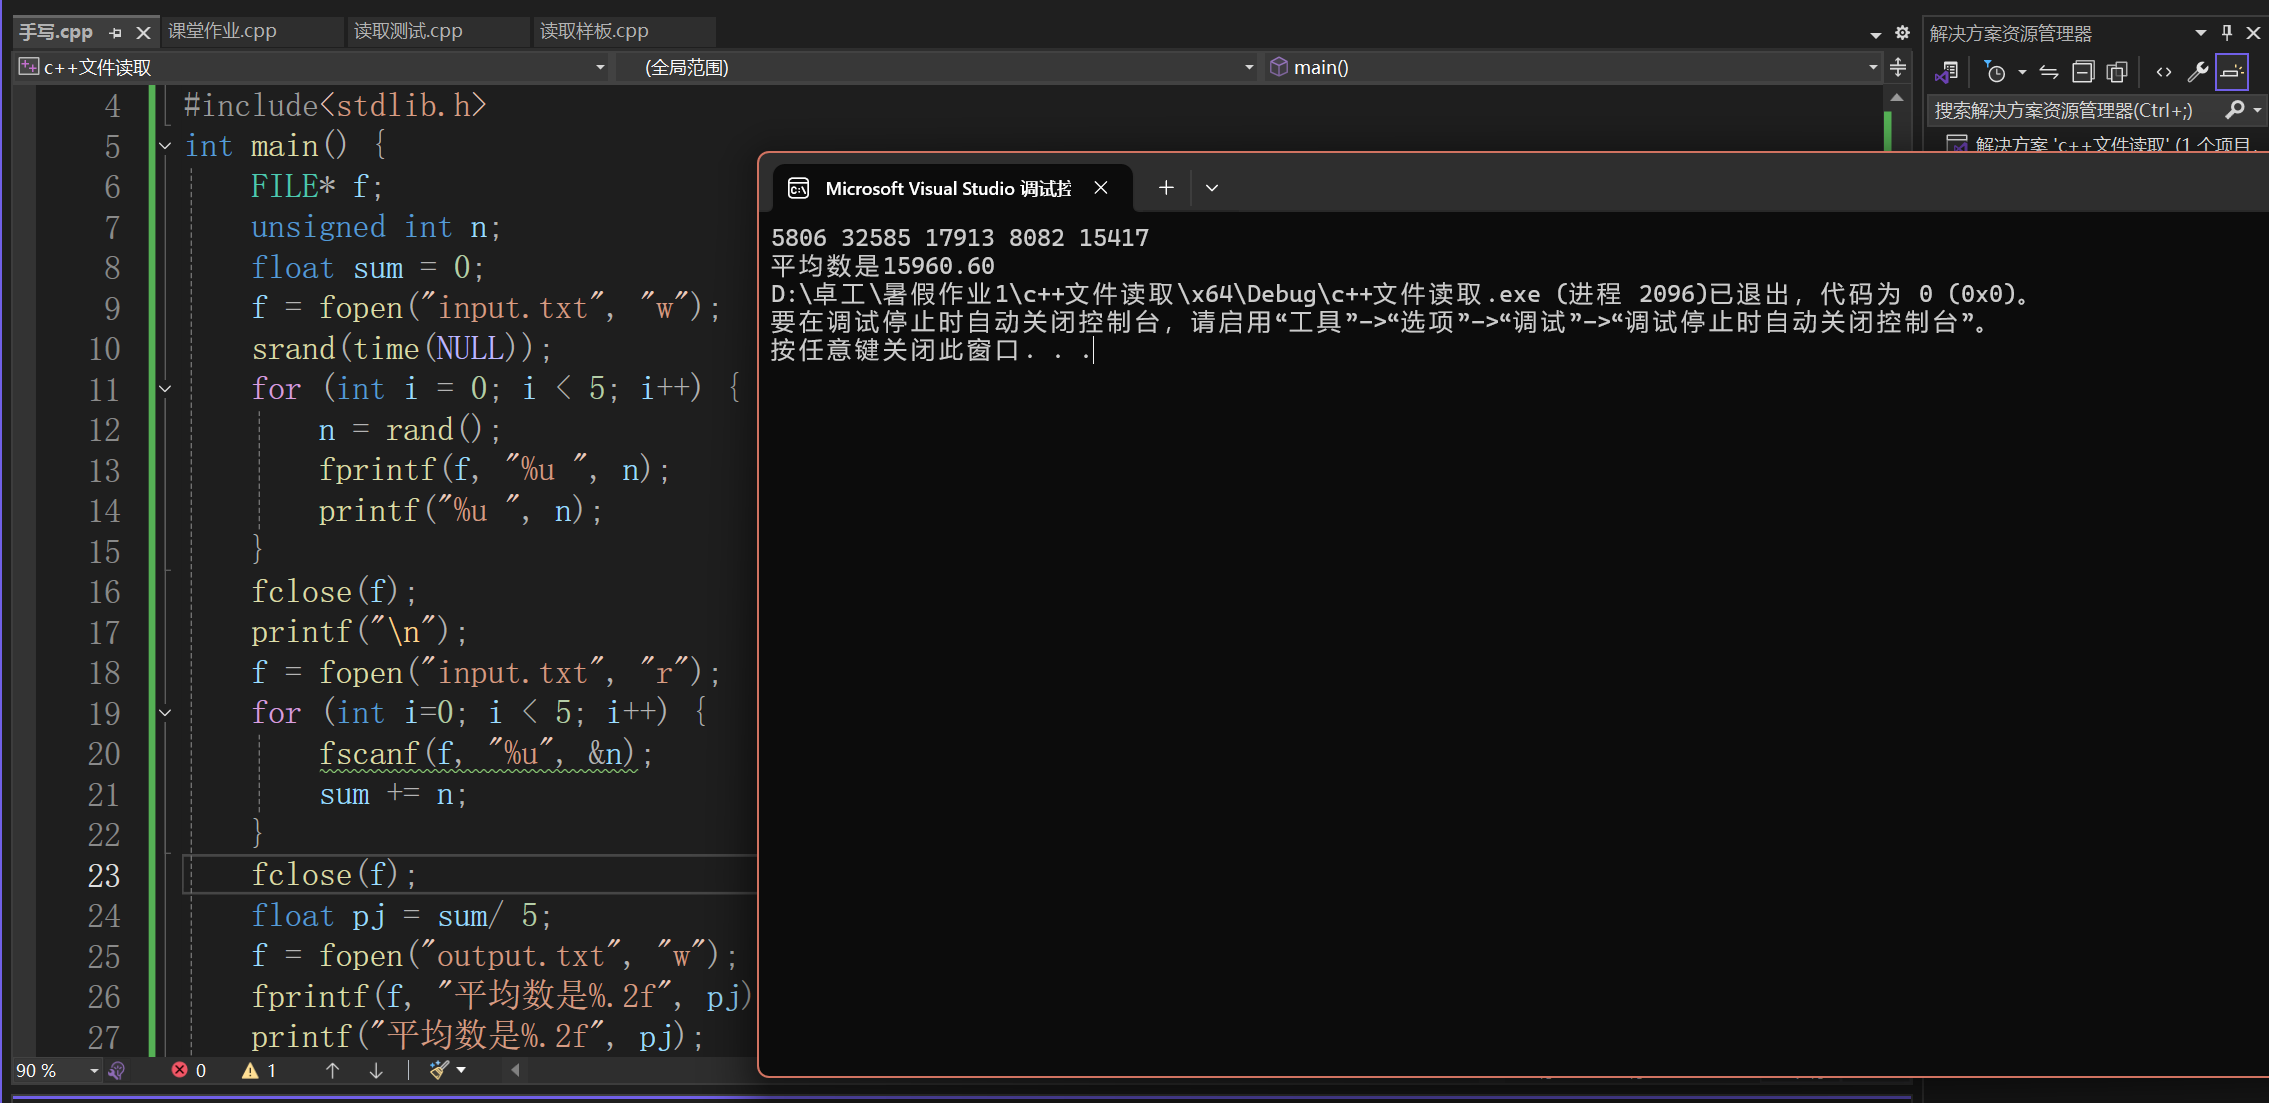 手写.cpp
课堂作业.cpp
读取测试.cpp
读取样板.cpp
c++文件读取
(全局范围)
main()
4 #include<stdlib.h>
5 int main() {
6 FILE* f;
7 unsigned int n;
8 float sum = 0;
9 f = fopen("input.txt", "w");
10 srand(time(NULL));
11 for (int i = 0; i < 5; i++) {
12 n = rand();
13 fprintf(f, "%u ", n);
14 printf("%u ", n);
15 }
16 fclose(f);
17 printf("\n");
18 f = fopen("input.txt", "r");
19 for (int i=0; i < 5; i++) {
20 fscanf(f, "%u", &n);
21 sum += n;
22 }
23 fclose(f);
24 float pj = sum/ 5;
25 f = fopen("output.txt", "w");
26 fprintf(f, "平均数是%.2f", pj)
27 printf("平均数是%.2f", pj);
90 %
0
1
Microsoft Visual Studio 调试控
5806 32585 17913 8082 15417
平均数是15960.60
D:\卓工\暑假作业1\c++文件读取\x64\Debug\c++文件读取.exe (进程 2096)已退出，代码为 0 (0x0)。
要在调试停止时自动关闭控制台，请启用“工具”->“选项”->“调试”->“调试停止时自动关闭控制台”。
按任意键关闭此窗口. . .
解决方案资源管理器
搜索解决方案资源管理器(Ctrl+;)
解决方案 'c++文件读取' (1 个项目,